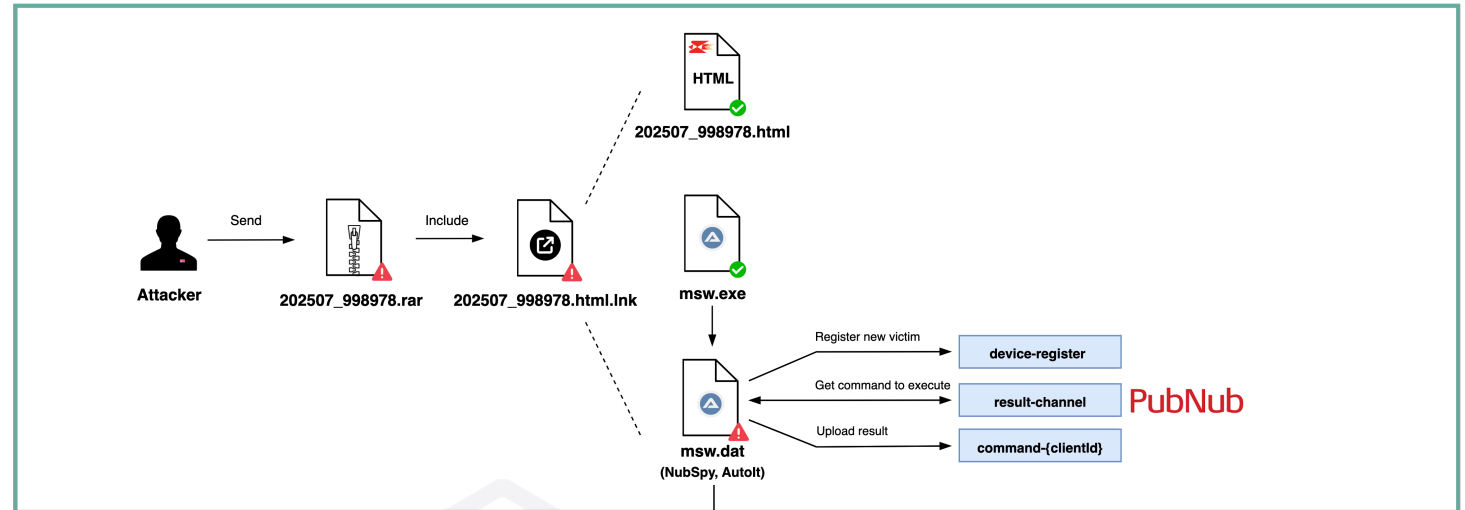 HTML
202507_998978.html
Send
Include
Attacker
202507_998978.rar
202507_998978.html.lnk
msw.exe
Register new victim
device-register
Get command to execute
result-channel
PubNub
Upload result
command-{clientId}
msw.dat
(NubSpy, AutoIt)